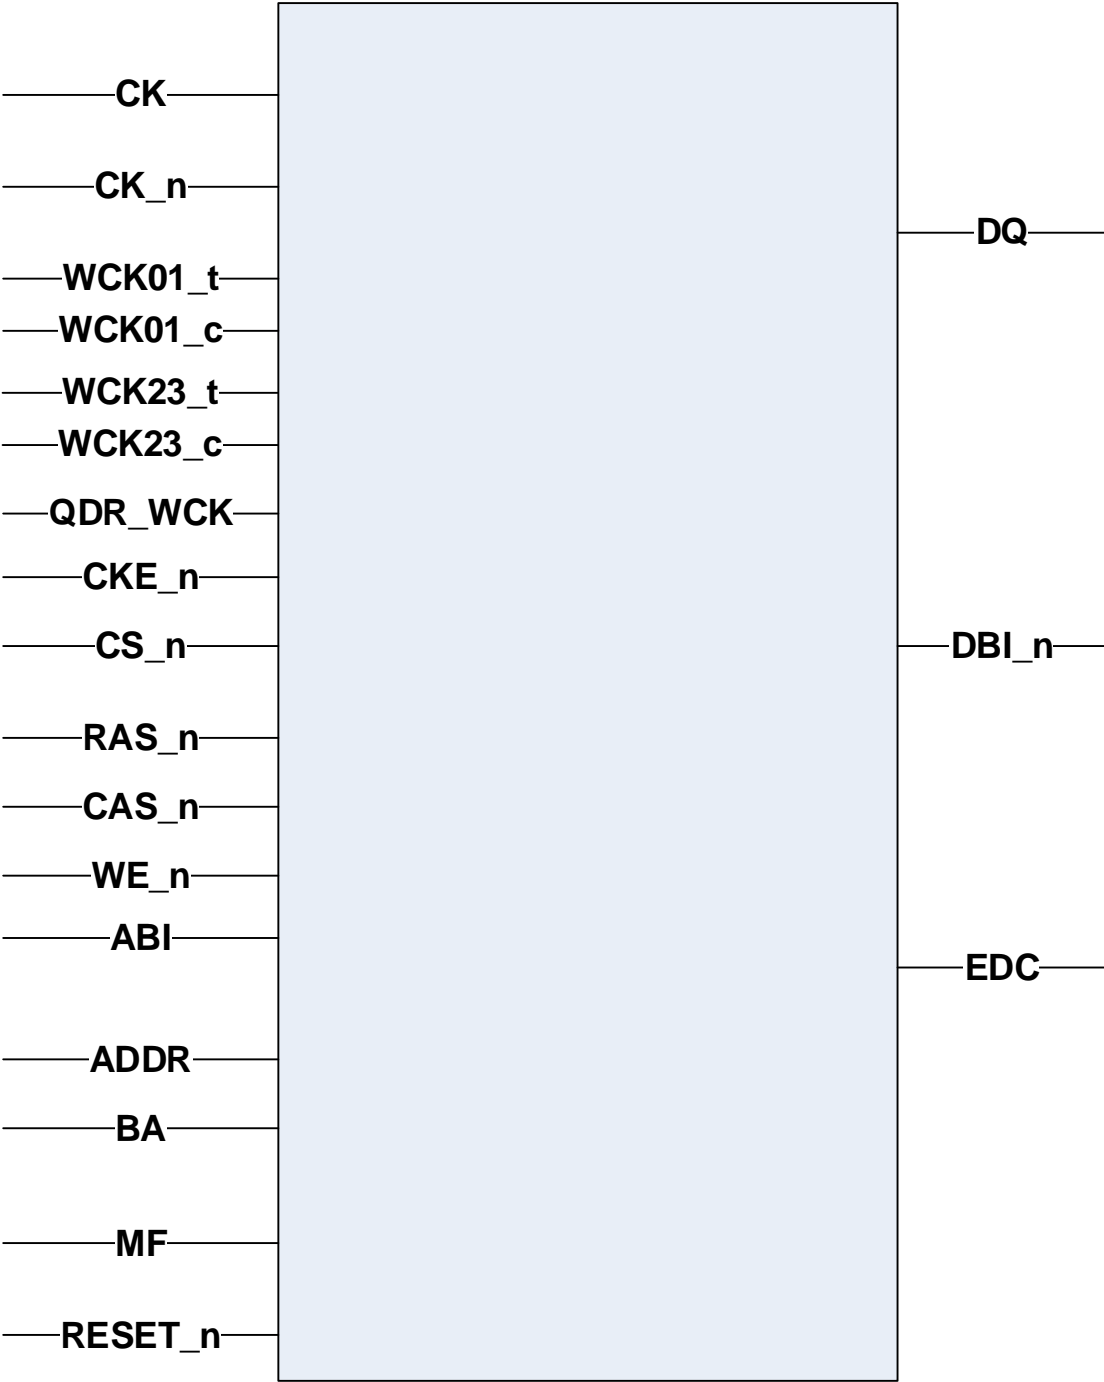 CK
CK_n
WCK01_t
WCK01_c
WCK23_t
WCK23_c
QDR_WCK
CKE_n
CS_n
RAS_n
CAS_n
WE_n
ABI
ADDR
BA
MF
RESET_n
DQ
DBI_n
EDC